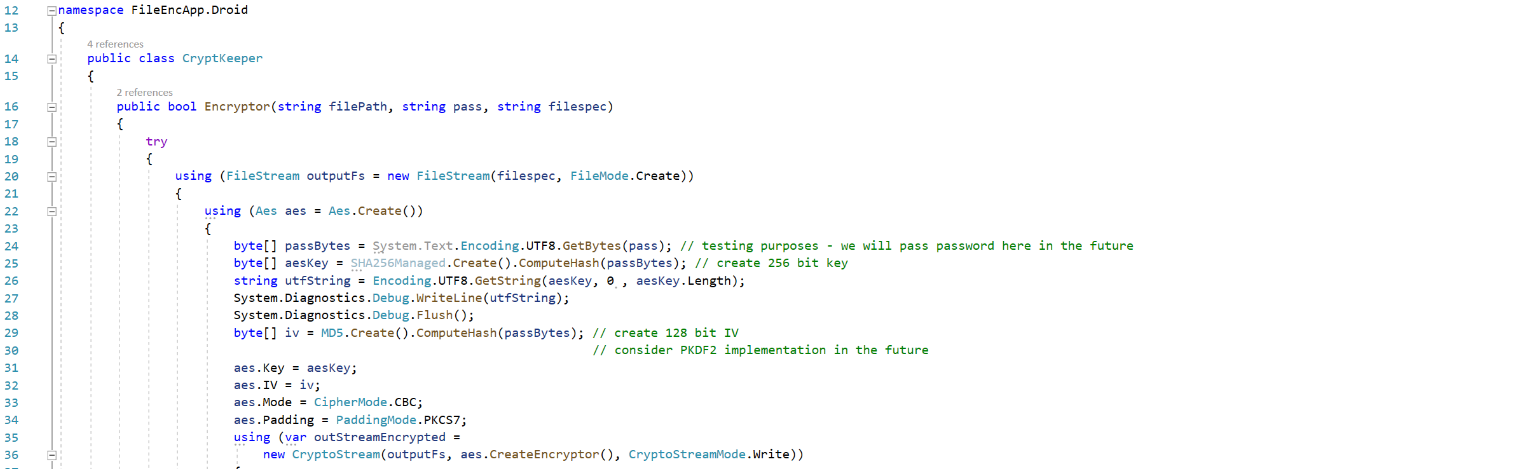 12 namespace FileEncApp.Droid
13 {
4 references
14 public class CryptKeeper
15 {
2 references
16 public bool Encryptor(string filePath, string pass, string filespec)
17 {
18 try
19 {
20 using (FileStream outputFs = new FileStream(filespec, FileMode.Create))
21 {
22 using (Aes aes = Aes.Create())
23 {
24 byte[] passBytes = System.Text.Encoding.UTF8.GetBytes(pass); // testing purposes - we will pass password here in the future
25 byte[] aesKey = SHA256Managed.Create().ComputeHash(passBytes); // create 256 bit key
26 string utfString = Encoding.UTF8.GetString(aesKey, 0 , aesKey.Length);
27 System.Diagnostics.Debug.WriteLine(utfString);
28 System.Diagnostics.Debug.Flush();
29 byte[] iv = MD5.Create().ComputeHash(passBytes); // create 128 bit IV
30 // consider PKDF2 implementation in the future
31 aes.Key = aesKey;
32 aes.IV = iv;
33 aes.Mode = CipherMode.CBC;
34 aes.Padding = PaddingMode.PKCS7;
35 using (var outStreamEncrypted =
36 new CryptoStream(outputFs, aes.CreateEncryptor(), CryptoStreamMode.Write))